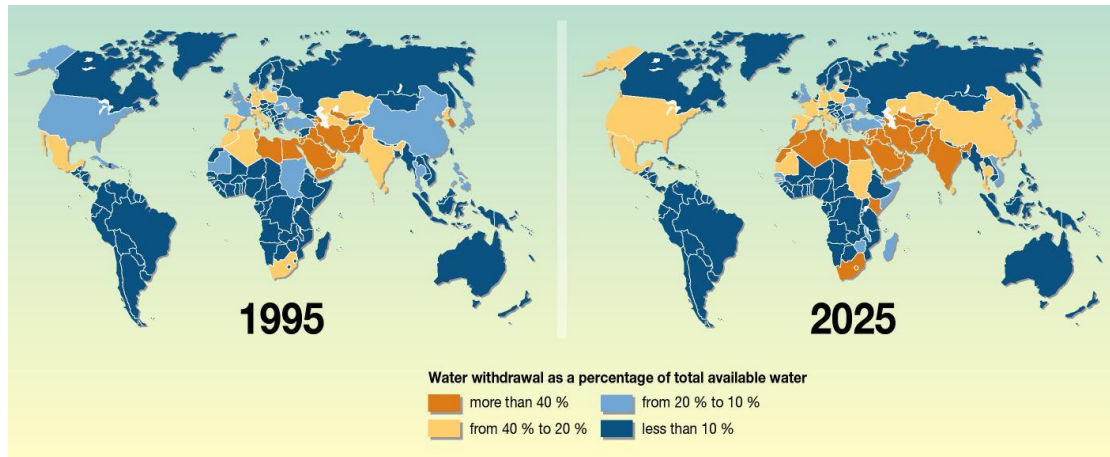 1995
2025
Water withdrawal as a percentage of total available water
more than 40 %
from 20 % to 10 %
from 40 % to 20 %
less than 10 %